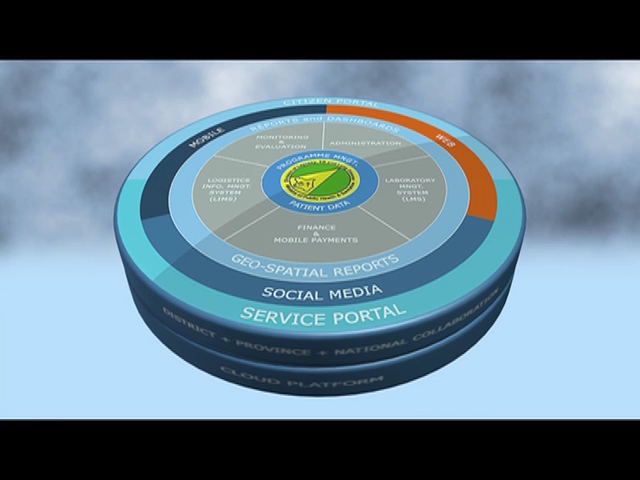 CITIZEN PORTAL
REPORTS and DASHBOARDS
MOBILE
WEB
MONITORING
&
EVALUATION
ADMINISTRATION
PROGRAMME MNGT.
LOGISTICS
INFO. MNGT.
SYSTEM
(LIMS)
LABORATORY
MNGT.
SYSTEM
(LMS)
PATIENT DATA
FINANCE
&
MOBILE PAYMENTS
GEO-SPATIAL REPORTS
SOCIAL MEDIA
SERVICE PORTAL
DISTRICT + PROVINCE + NATIONAL COLLABORATION
CLOUD PLATFORM